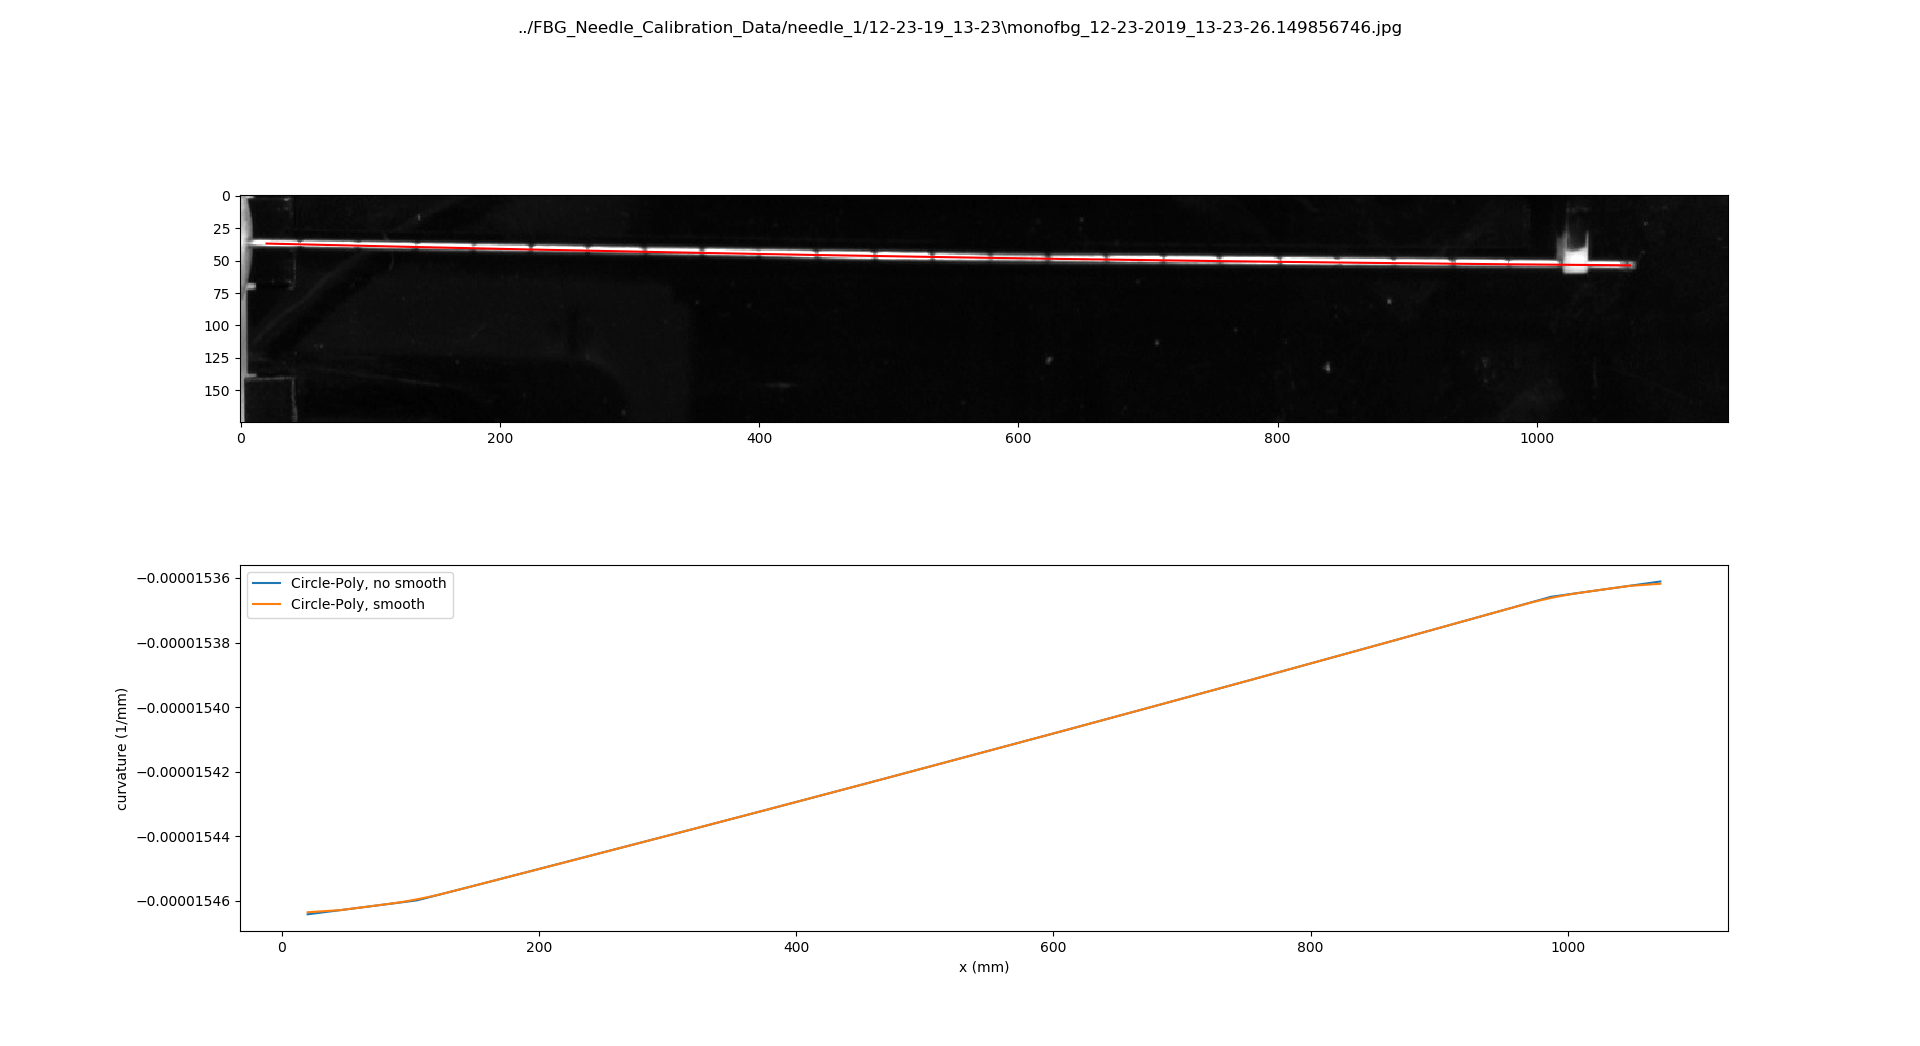 ../FBG_Needle_Calibration_Data/needle_1/12-23-19_13-23\monofbg_12-23-2019_13-23-26.149856746.jpg
0
25
50
75
100
125
150
0 200 400 600 800 1000
−0.00001536
−0.00001538
−0.00001540
−0.00001542
−0.00001544
−0.00001546
curvature (1/mm)
Circle-Poly, no smooth
Circle-Poly, smooth
0 200 400 600 800 1000
x (mm)